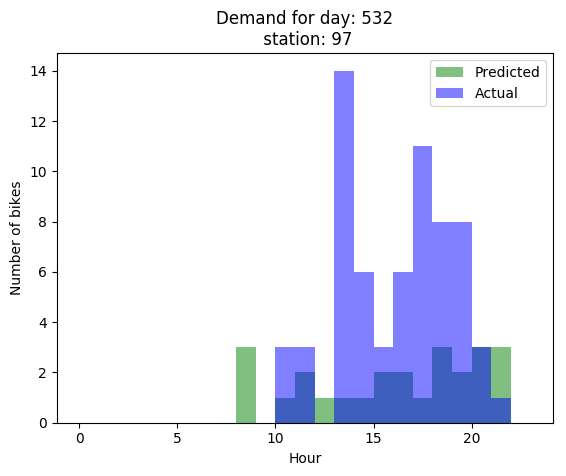 Demand for day: 532
station: 97
Predicted
Actual
14
12
10
8
6
4
2
0
Number of bikes
0 5 10 15 20
Hour